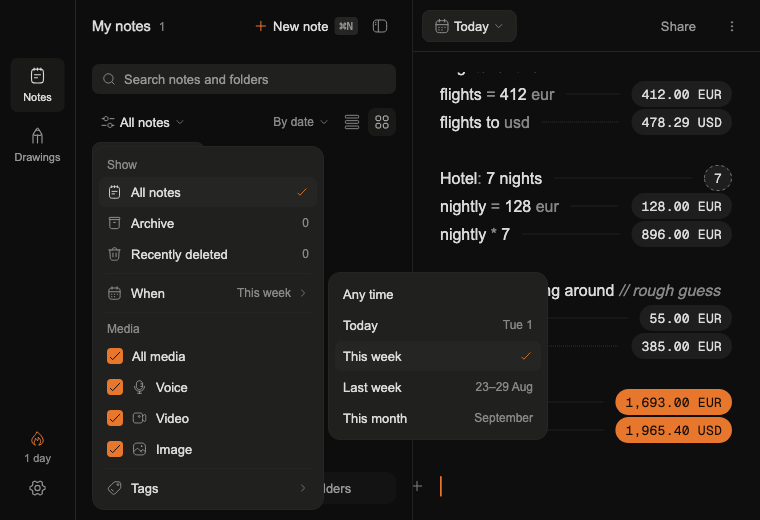 Notes
Drawings
1 day
My notes 1
New note ⌘N
Search notes and folders
All notes
By date
Show
All notes
Archive 0
Recently deleted 0
When This week
Media
All media
Voice
Video
Image
Tags
Any time
Today Tue 1
This week
Last week 23–29 Aug
This month September
Today
Share
flights = 412 eur 412.00 EUR
flights to usd 478.29 USD
Hotel: 7 nights 7
nightly = 128 eur 128.00 EUR
nightly * 7 896.00 EUR
around // rough guess
55.00 EUR
385.00 EUR
1,693.00 EUR
1,965.40 USD